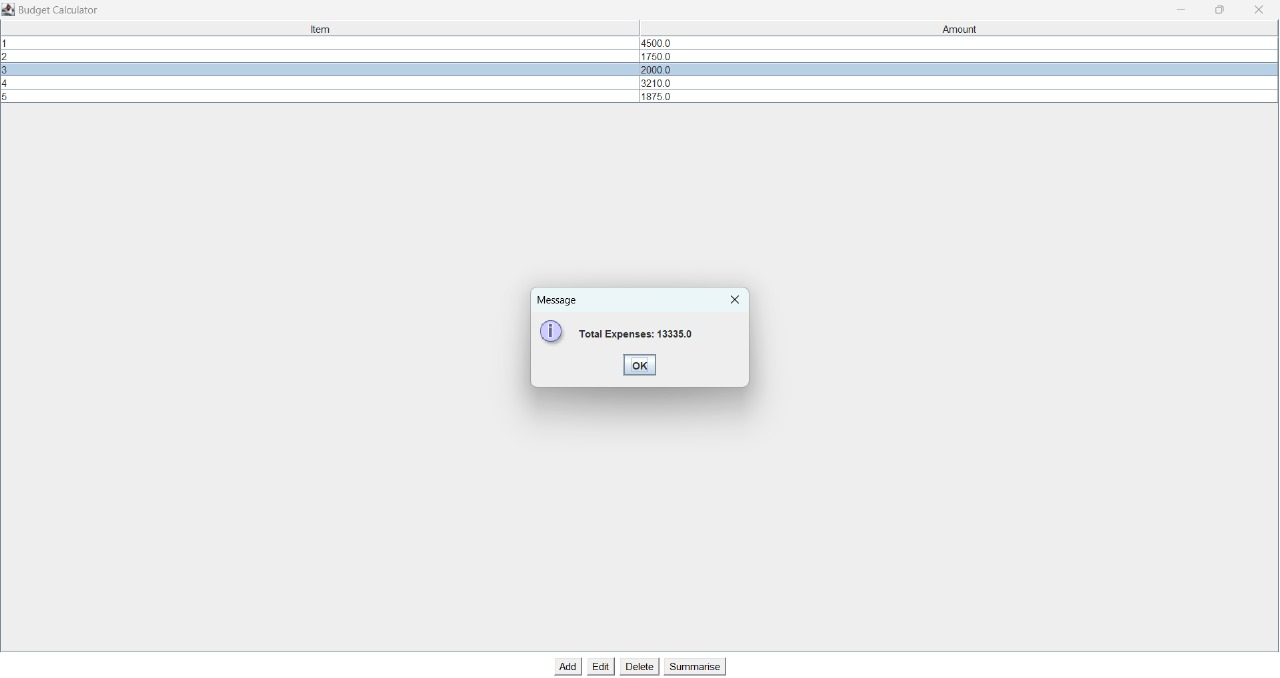 Budget Calculator
Item Amount
1 4500.0
2 1750.0
3 2000.0
4 3210.0
5 1875.0
Message
i Total Expenses: 13335.0
OK
Add Edit Delete Summarise